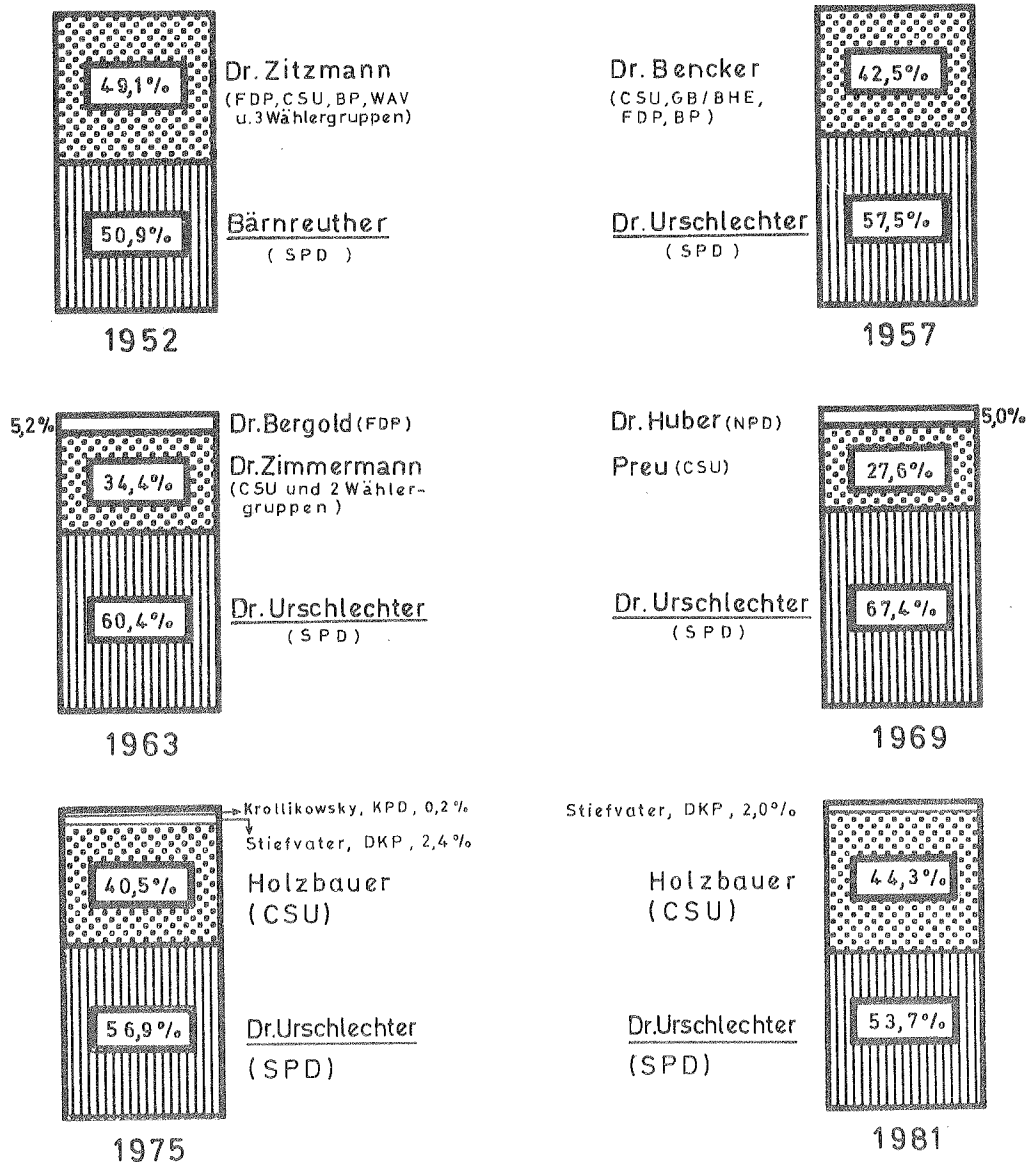 49,1%
Dr. Zitzmann
(FDP, CSU, BP, WAV
u. 3 Wählergruppen)
50,9%
Bärnreuther
( SPD )
1952
Dr. Bencker
(CSU, GB/BHE,
FDP, BP )
42,5%
Dr. Urschlechter
( SPD )
57,5%
1957
5,2%
Dr. Bergold (FDP)
34,4%
Dr. Zimmermann
(CSU und 2 Wähler-
gruppen )
60,4%
Dr. Urschlechter
( SPD )
1963
Dr. Huber (NPD)
5,0%
Preu (CSU)
27,6%
Dr. Urschlechter
( SPD )
67,4%
1969
Krollikowsky, KPD, 0,2%
Stiefvater, DKP, 2,4%
40,5%
Holzbauer
(CSU)
56,9%
Dr. Urschlechter
(SPD)
1975
Stiefvater, DKP, 2,0%
Holzbauer
(CSU)
44,3%
Dr. Urschlechter
(SPD)
53,7%
1981